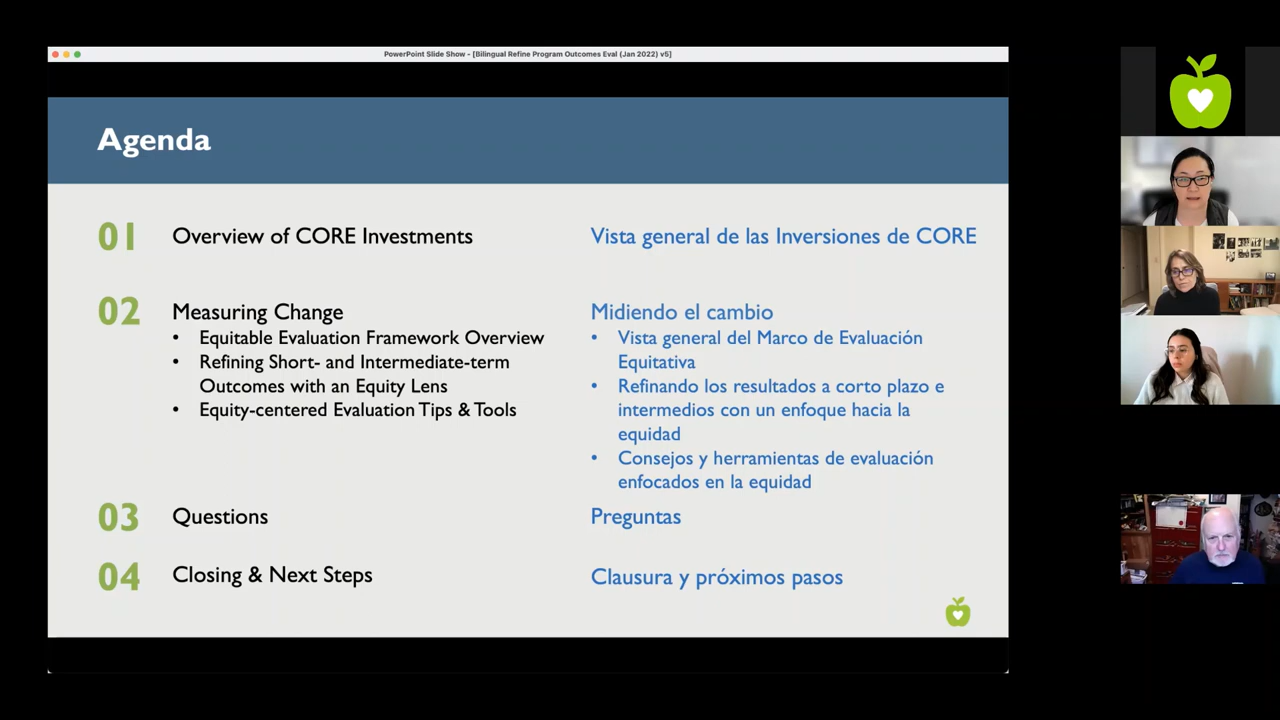 PowerPoint Slide Show - [Bilingual Refine Program Outcomes Eval (Jan 2022) v5]
Agenda
01 Overview of CORE Investments
Vista general de las Inversiones de CORE
02 Measuring Change
• Equitable Evaluation Framework Overview
• Refining Short- and Intermediate-term
Outcomes with an Equity Lens
• Equity-centered Evaluation Tips & Tools
Midiendo el cambio
• Vista general del Marco de Evaluación
Equitativa
• Refinando los resultados a corto plazo e
intermedios con un enfoque hacia la
equidad
• Consejos y herramientas de evaluación
enfocados en la equidad
03 Questions
Preguntas
04 Closing & Next Steps
Clausura y próximos pasos